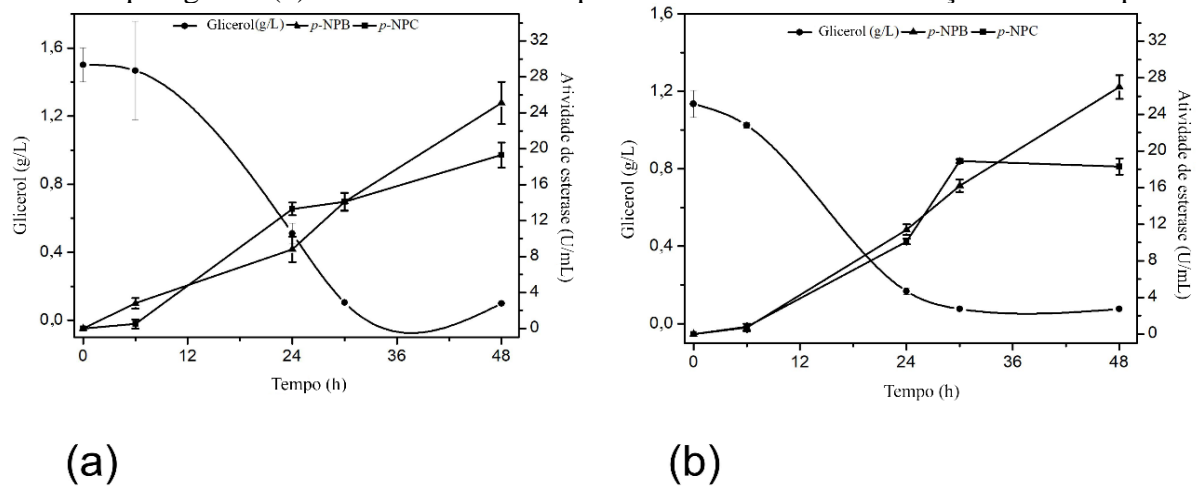 Glicerol(g/L) p-NPB p-NPC
1,6
1,2
0,8
0,4
0,0
Glicerol (g/L)
32
28
24
20
16
12
8
4
0
Atividade de esterase (U/mL)
0 12 24 36 48
Tempo (h)
(a)
Glicerol (g/L) p-NPB p-NPC
1,6
1,2
0,8
0,4
0,0
Glicerol (g/L)
32
28
24
20
16
12
8
4
0
Atividade de esterase (U/mL)
0 12 24 36 48
Tempo (h)
(b)